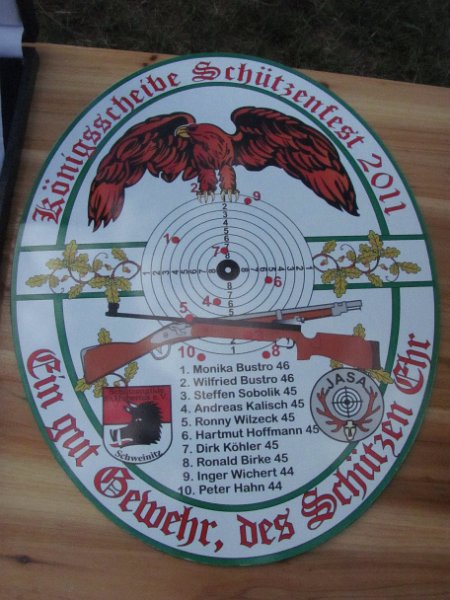 Königsscheibe Schützenfest 2011
1. Monika Bustro 46
2. Wilfried Bustro 46
3. Steffen Sobolik 45
4. Andreas Kalisch 45
5. Ronny Wilzeck 45
6. Hartmut Hoffmann 45
7. Dirk Köhler 45
8. Ronald Birke 45
9. Inger Wichert 44
10. Peter Hahn 44
Schweinitz
JASA
Ein gut Gewehr, des Schützen Ehr